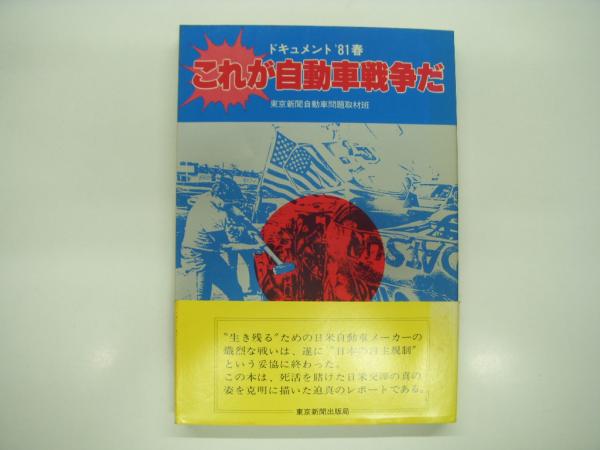 ドキュメント'81春
これが自動車戦争だ
東京新聞自動車問題取材班
DATS
"生き残る"ための日米自動車メーカーの
熾烈な戦いは、遂に"日本の自主規制"
という妥協に終わった。
この本は、死活を賭けた日米交渉の真の
姿を克明に描いた迫真のレポートである。
東京新聞出版局